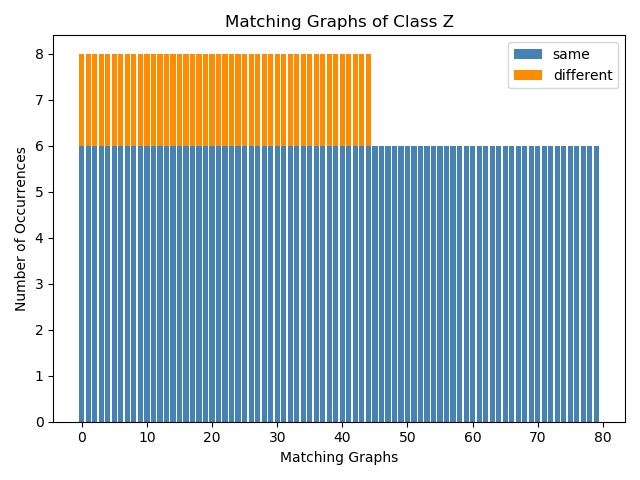 Matching Graphs of Class Z
same
different
8
7
6
5
4
3
2
1
0
Number of Occurrences
0 10 20 30 40 50 60 70 80
Matching Graphs